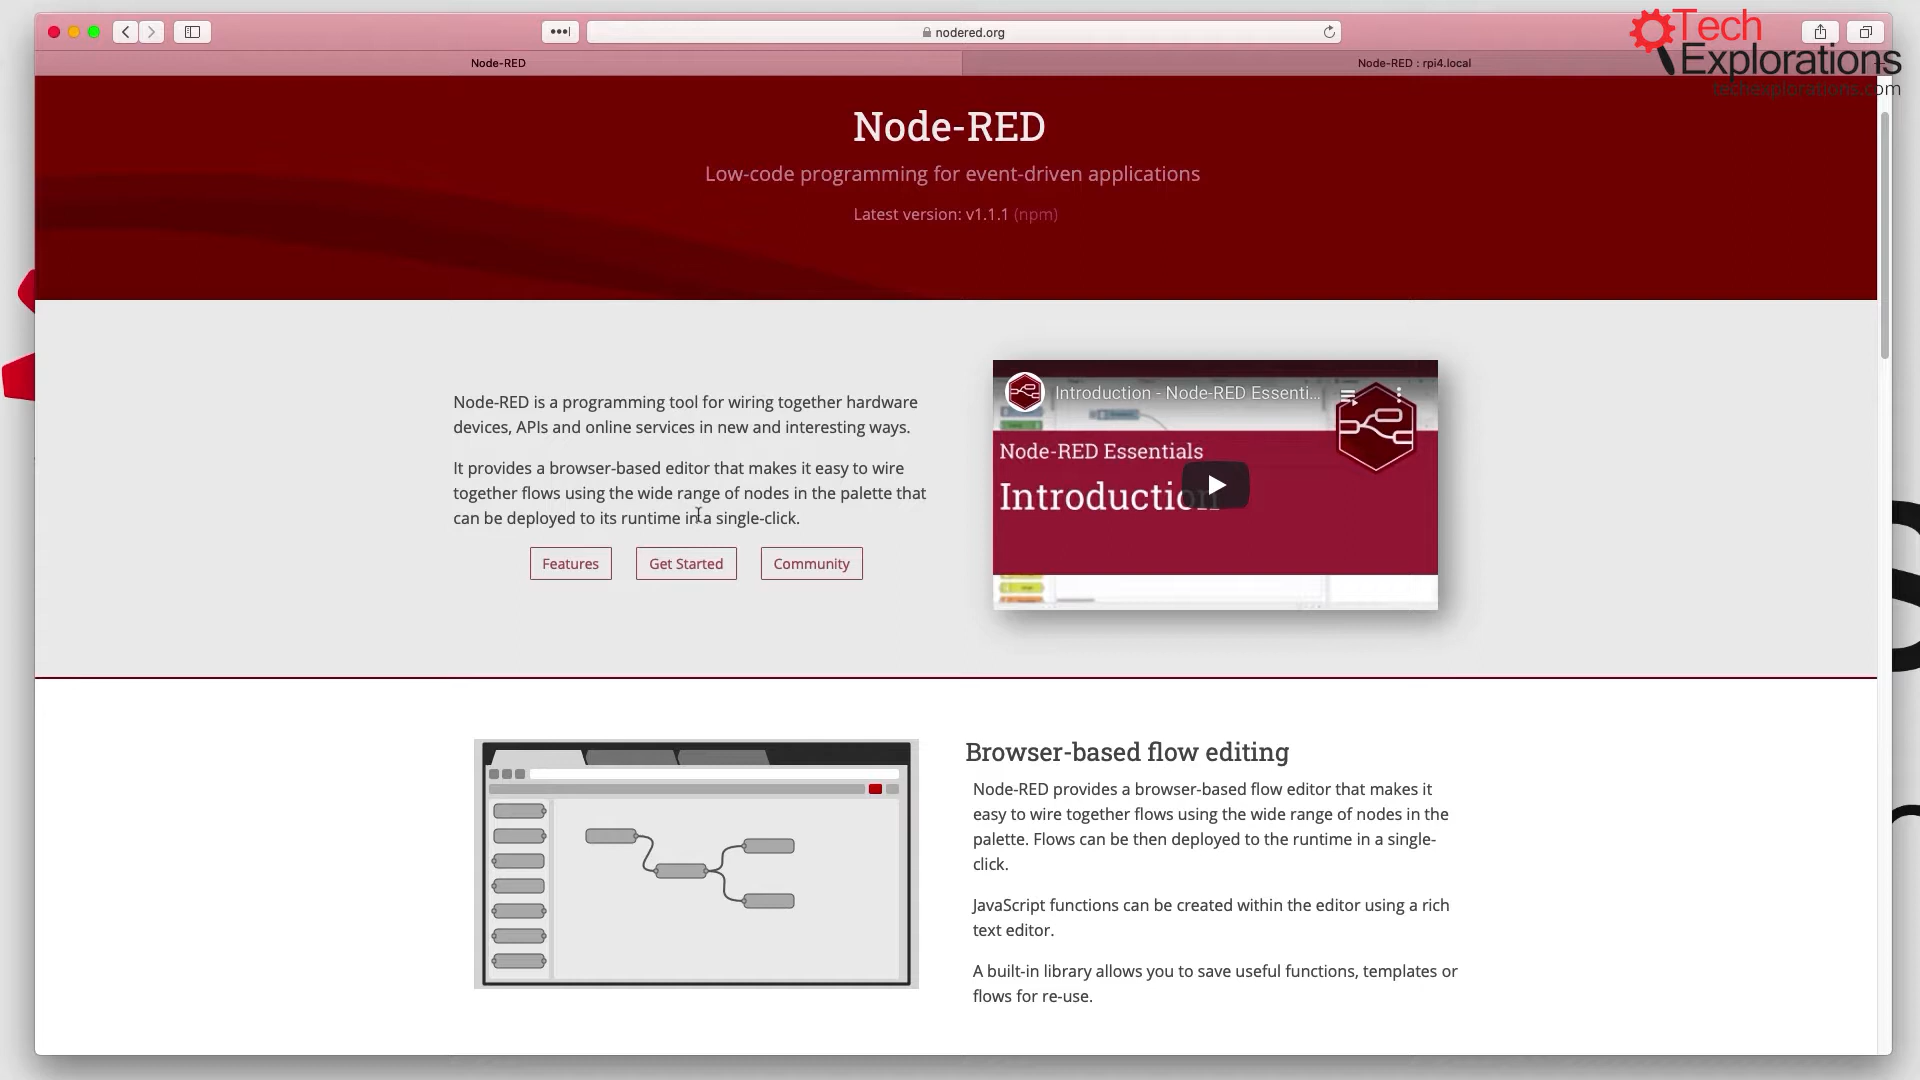 nodered.org
Node-RED
Node-RED : rpi4.local
Tech
Explorations
techexplorations.com
Node-RED
Low-code programming for event-driven applications
Latest version: v1.1.1 (npm)
Node-RED is a programming tool for wiring together hardware
devices, APIs and online services in new and interesting ways.
It provides a browser-based editor that makes it easy to wire
together flows using the wide range of nodes in the palette that
can be deployed to its runtime in a single-click.
Features
Get Started
Community
Introduction - Node-RED Essenti...
Node-RED Essentials
Introduction
Browser-based flow editing
Node-RED provides a browser-based flow editor that makes it
easy to wire together flows using the wide range of nodes in the
palette. Flows can be then deployed to the runtime in a single-
click.
JavaScript functions can be created within the editor using a rich
text editor.
A built-in library allows you to save useful functions, templates or
flows for re-use.